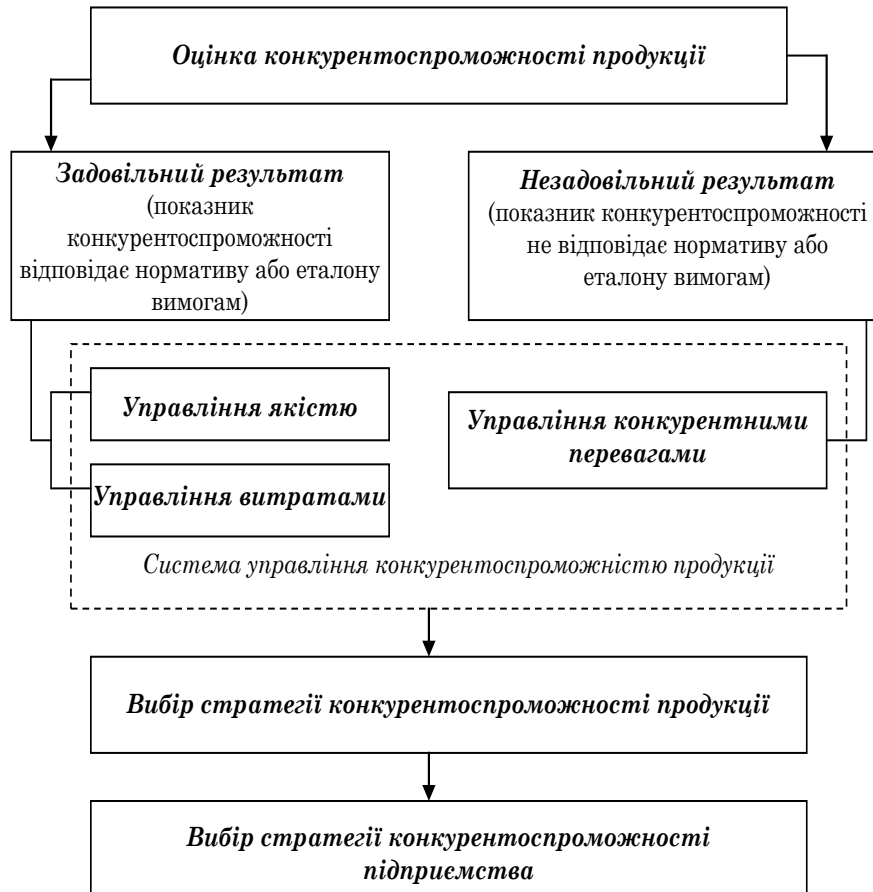 Оцінка конкурентоспроможності продукції
Задовільний результат
(показник
конкурентоспроможності
відповідає нормативу або еталону
вимогам)
Незадовільний результат
(показник конкурентоспроможності
не відповідає нормативу або
еталону вимогам)
Управління якістю
Управління витратами
Управління конкурентними
перевагами
Система управління конкурентоспроможністю продукції
Вибір стратегії конкурентоспроможності продукції
Вибір стратегії конкурентоспроможності
підприємства